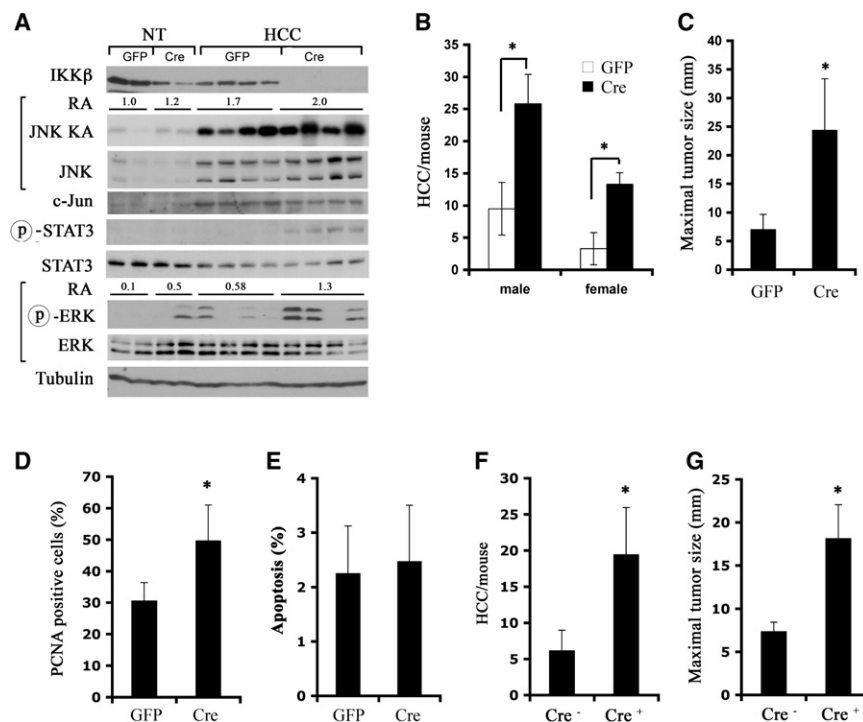 A
NT HCC
GFP Cre GFP Cre
IKKβ
RA 1.0 1.2 1.7 2.0
JNK KA
JNK
c-Jun
p -STAT3
STAT3
RA 0.1 0.5 0.58 1.3
p -ERK
ERK
Tubulin
B
35
30
25
20
15
10
5
0
HCC/mouse
* *
GFP
Cre
male female
C
40
35
30
25
20
15
10
5
0
Maximal tumor size (mm)
*
GFP Cre
D
70
60
50
40
30
20
10
0
PCNA positive cells (%)
*
GFP Cre
E
4
3
2
1
0
Apoptosis (%)
GFP Cre
F
30
25
20
15
10
5
0
HCC/mouse
*
Cre - Cre +
G
25
20
15
10
5
0
Maximal tumor size (mm)
*
Cre - Cre +